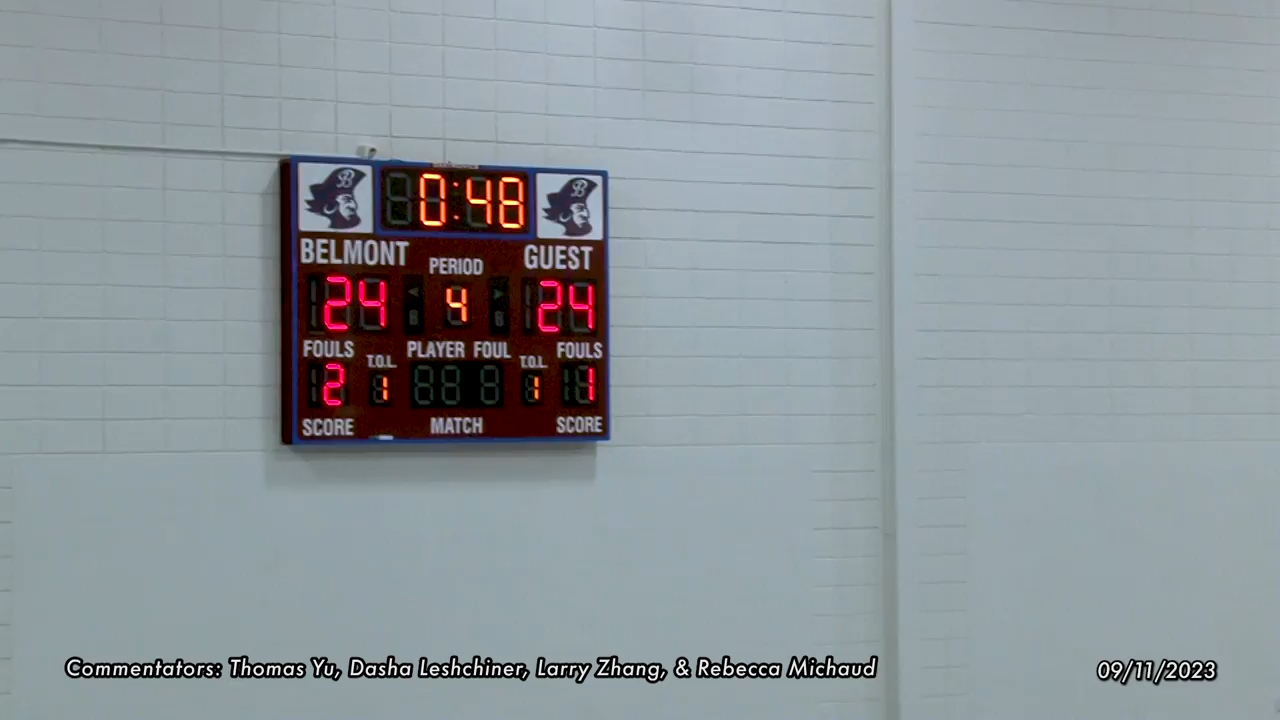 0:48
BELMONT
GUEST
PERIOD
24
4
24
FOULS
T.O.L.
PLAYER FOUL
T.O.L.
FOULS
2
1
1
1
SCORE
MATCH
SCORE
Commentators: Thomas Yu, Dasha Leshchiner, Larry Zhang, & Rebecca Michaud
09/11/2023